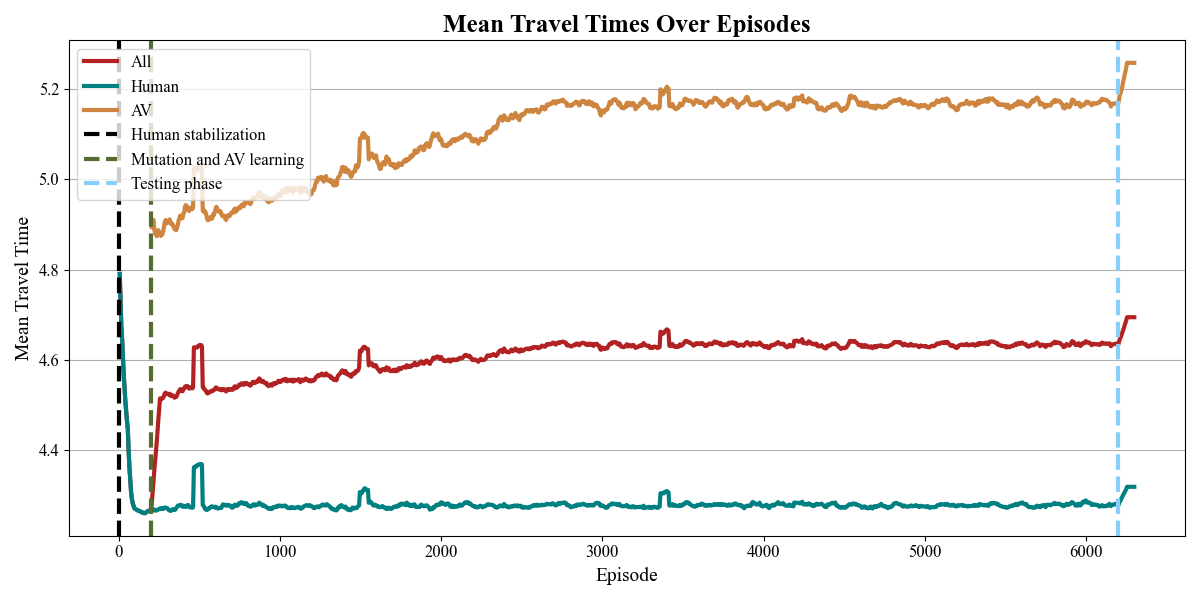 Mean Travel Times Over Episodes
All
Human
AV
Human stabilization
Mutation and AV learning
Testing phase
Mean Travel Time
5.2
5.0
4.8
4.6
4.4
0 1000 2000 3000 4000 5000 6000
Episode